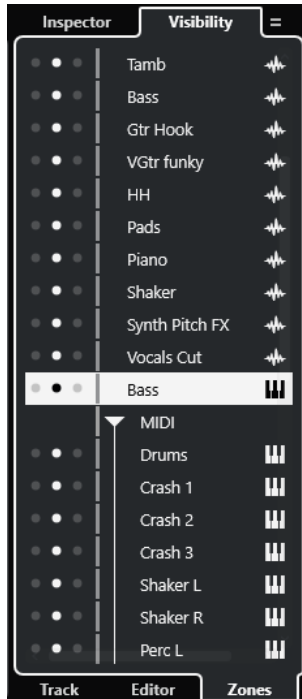 Inspector Visibility =
Tamb
Bass
Gtr Hook
VGtr funky
HH
Pads
Piano
Shaker
Synth Pitch FX
Vocals Cut
Bass
MIDI
Drums
Crash 1
Crash 2
Crash 3
Shaker L
Shaker R
Perc L
Track Editor Zones